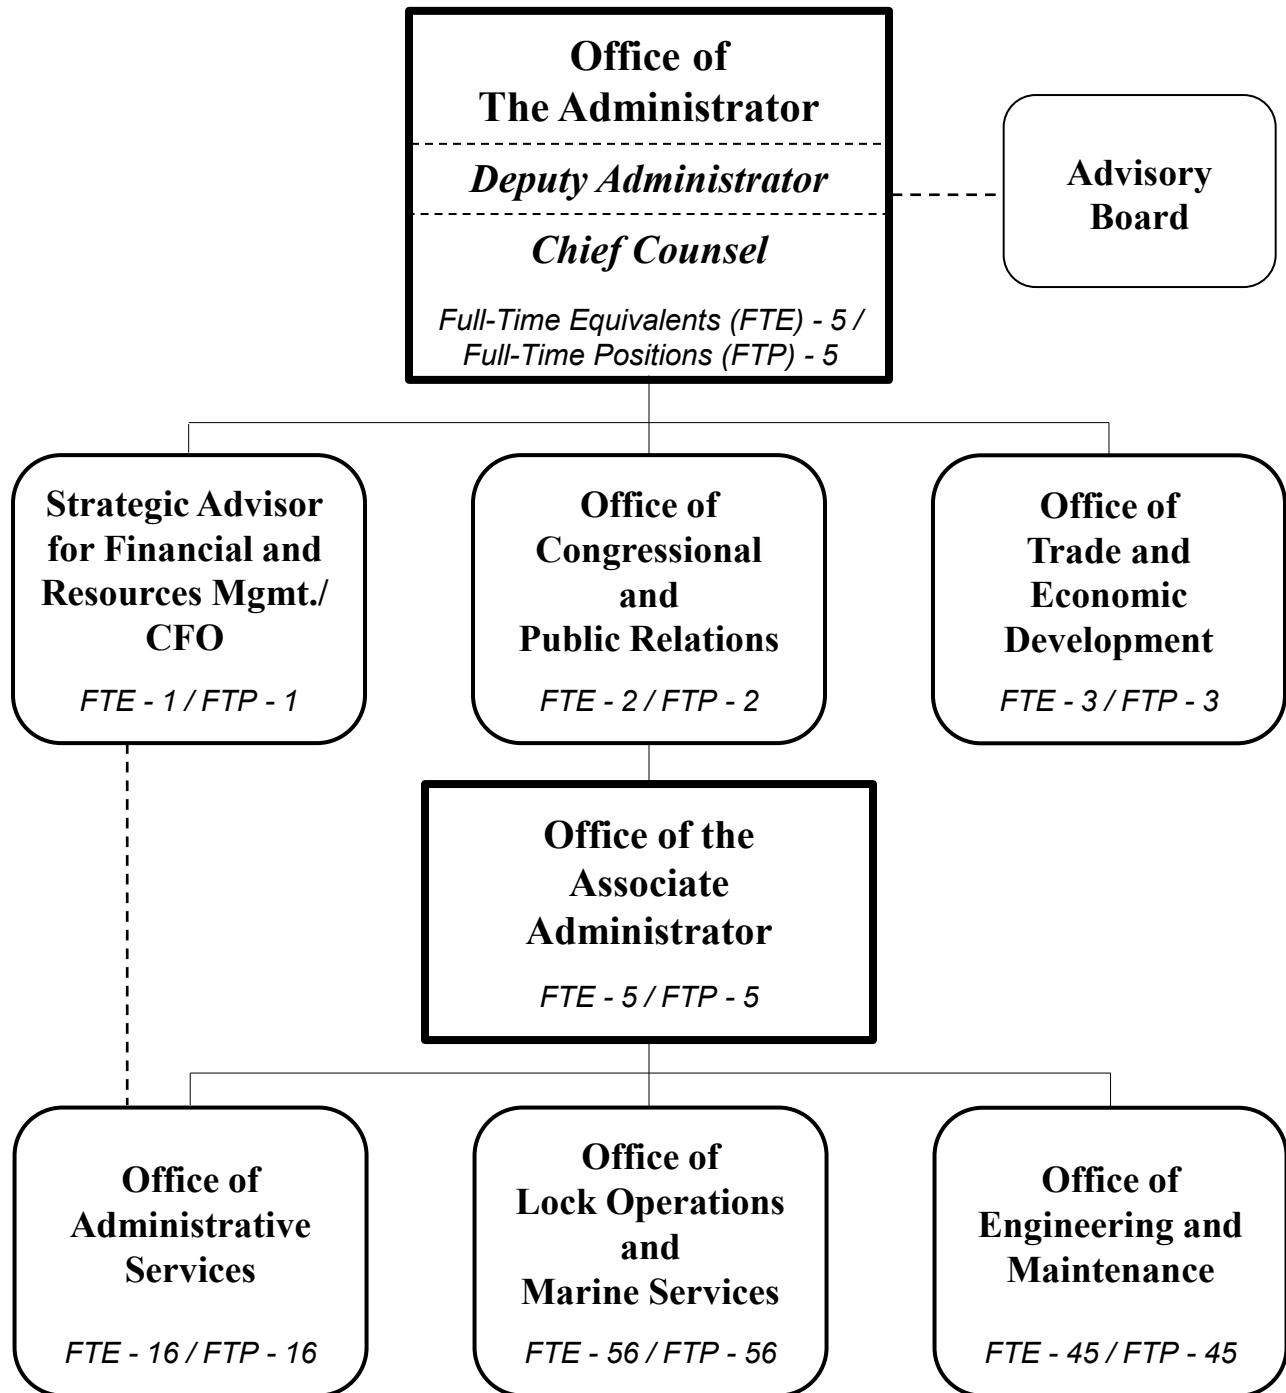 Office of
The Administrator
Deputy Administrator
Chief Counsel
Full-Time Equivalents (FTE) - 5 /
Full-Time Positions (FTP) - 5
Advisory
Board
Strategic Advisor
for Financial and
Resources Mgmt./
CFO
FTE - 1 / FTP - 1
Office of
Congressional
and
Public Relations
FTE - 2 / FTP - 2
Office of
Trade and
Economic
Development
FTE - 3 / FTP - 3
Office of the
Associate
Administrator
FTE - 5 / FTP - 5
Office of
Administrative
Services
FTE - 16 / FTP - 16
Office of
Lock Operations
and
Marine Services
FTE - 56 / FTP - 56
Office of
Engineering and
Maintenance
FTE - 45 / FTP - 45